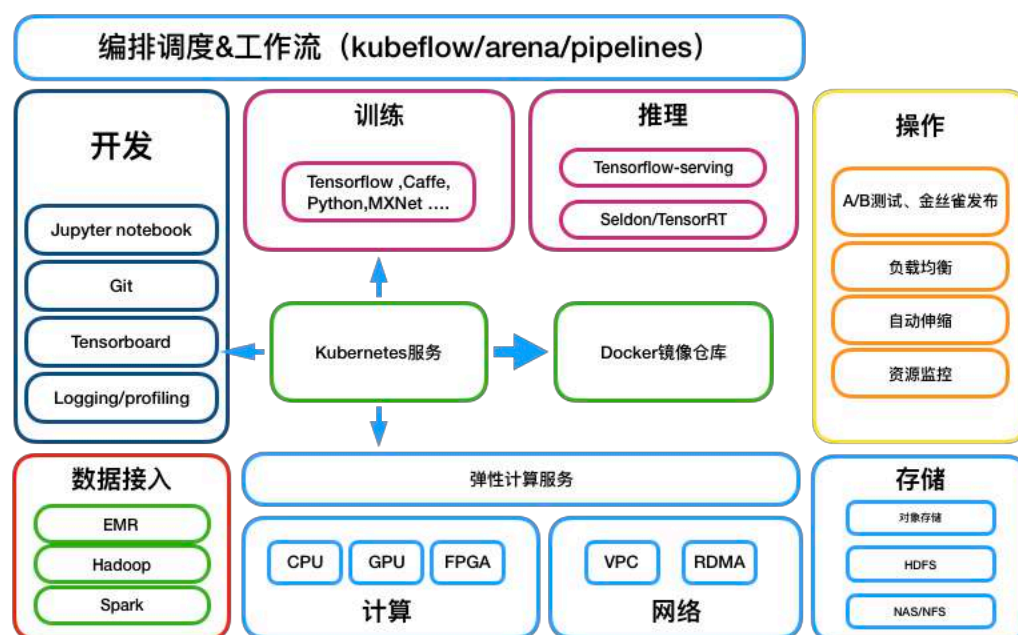 编排调度&工作流（kubeflow/arena/pipelines）
开发
Jupyter notebook
Git
Tensorboard
Logging/profiling
训练
Tensorflow ,Caffe,
Python,MXNet ....
推理
Tensorflow-serving
Seldon/TensorRT
操作
A/B测试、金丝雀发布
负载均衡
自动伸缩
资源监控
Kubernetes服务
Docker镜像仓库
数据接入
EMR
Hadoop
Spark
弹性计算服务
CPU
GPU
FPGA
计算
VPC
RDMA
网络
存储
对象存储
HDFS
NAS/NFS